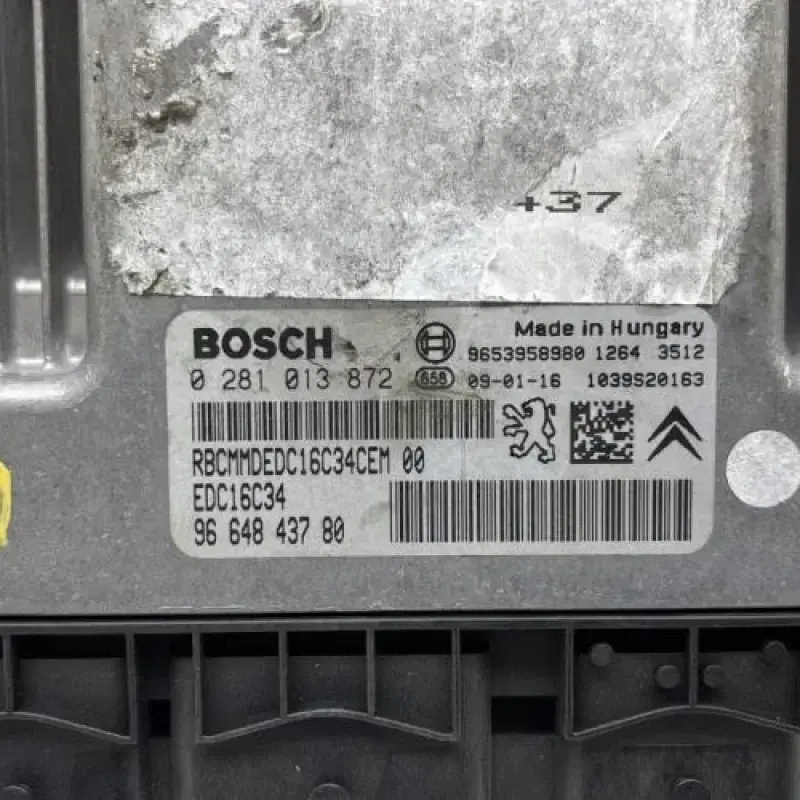 +37
BOSCH
Made in Hungary
9653958980 1264 3512
0 281 013 872 658 09-01-16 1039S20163
RBCMMDEDC16C34CEM 00
EDC16C34
96 648 437 80